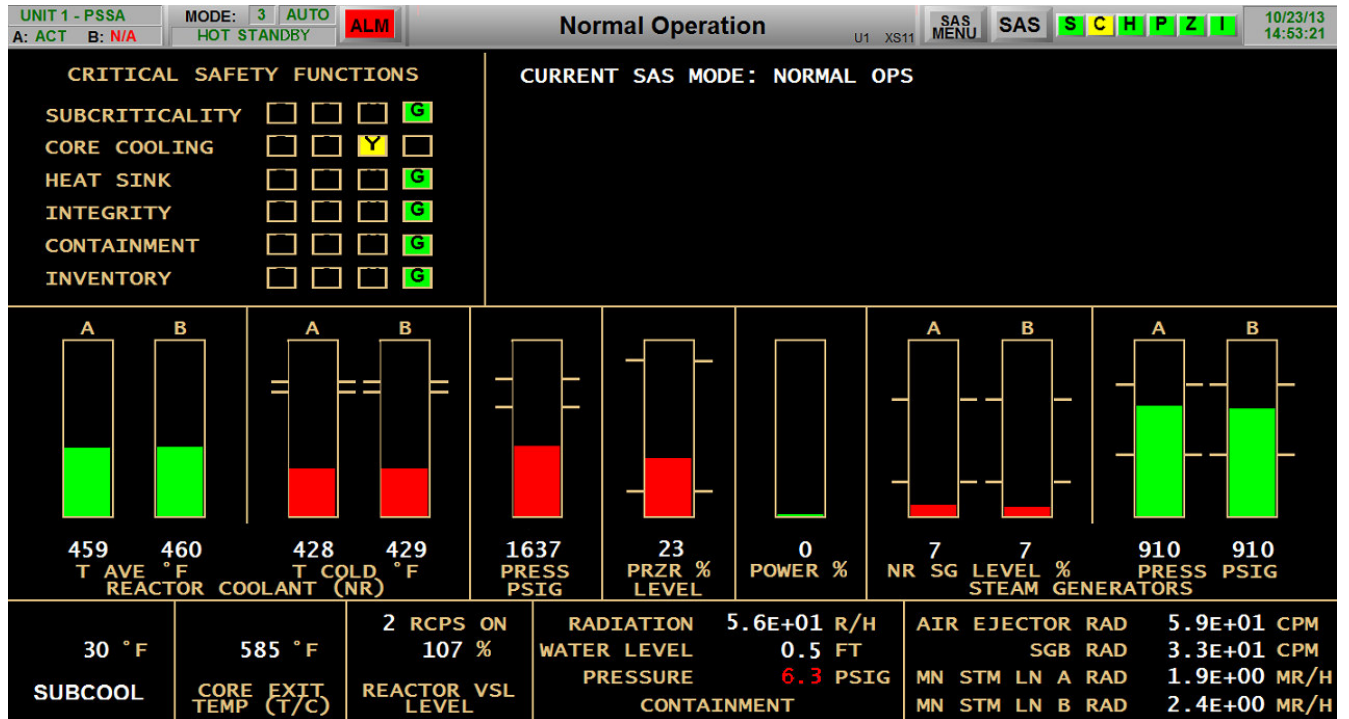 UNIT 1 - PSSA
A: ACT B: N/A
MODE: 3 AUTO
HOT STANDBY
ALM
Normal Operation
U1 XS11
SAS MENU
SAS
S C H P Z I
10/23/13
14:53:21
CRITICAL SAFETY FUNCTIONS
SUBCRITICALITY G
CORE COOLING Y
HEAT SINK G
INTEGRITY G
CONTAINMENT G
INVENTORY G
CURRENT SAS MODE: NORMAL OPS
A B
459 460
T AVE °F
A B
428 429
T COLD °F
REACTOR COOLANT (NR)
1637
PRESS
PSIG
23
PRZR %
LEVEL
0
POWER %
A B
7 7
NR SG LEVEL %
A B
910 910
PRESS PSIG
STEAM GENERATORS
30 °F
SUBCOOL
585 °F
CORE EXIT
TEMP (T/C)
2 RCPS ON
107 %
REACTOR VSL
LEVEL
RADIATION 5.6E+01 R/H
WATER LEVEL 0.5 FT
PRESSURE 6.3 PSIG
CONTAINMENT
AIR EJECTOR RAD 5.9E+01 CPM
SGB RAD 3.3E+01 CPM
MN STM LN A RAD 1.9E+00 MR/H
MN STM LN B RAD 2.4E+00 MR/H